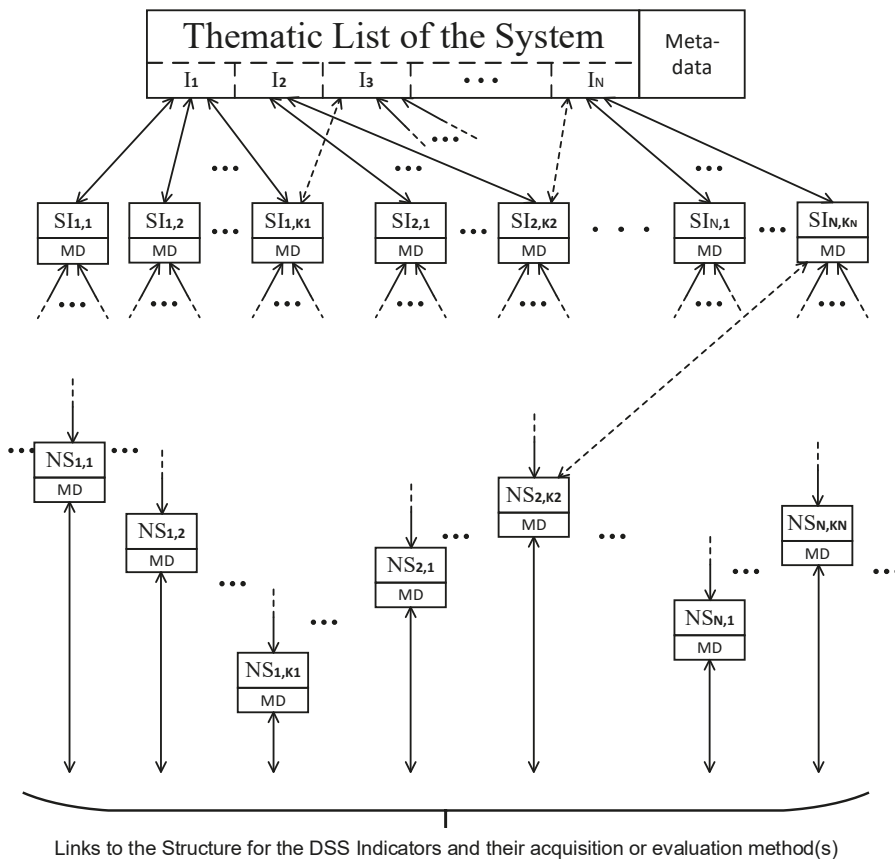 Thematic List of the System
Meta-
data
I1 I2 I3 ••• IN
••• ••• ••• •••
SI1,1 SI1,2 ••• SI1,K1 SI2,1 ••• SI2,K2 · · · SIN,1 ••• SIN,KN
MD MD MD MD MD MD MD
••• ••• ••• ••• ••• ••• •••
••• NS1,1 •••
MD
NS2,K2
MD
NS1,2
MD
NSN,KN
MD
NS2,1 •••
MD
•••
NSN,1 ••• •••
MD
••• •••
NS1,K1
MD
Links to the Structure for the DSS Indicators and their acquisition or evaluation method(s)